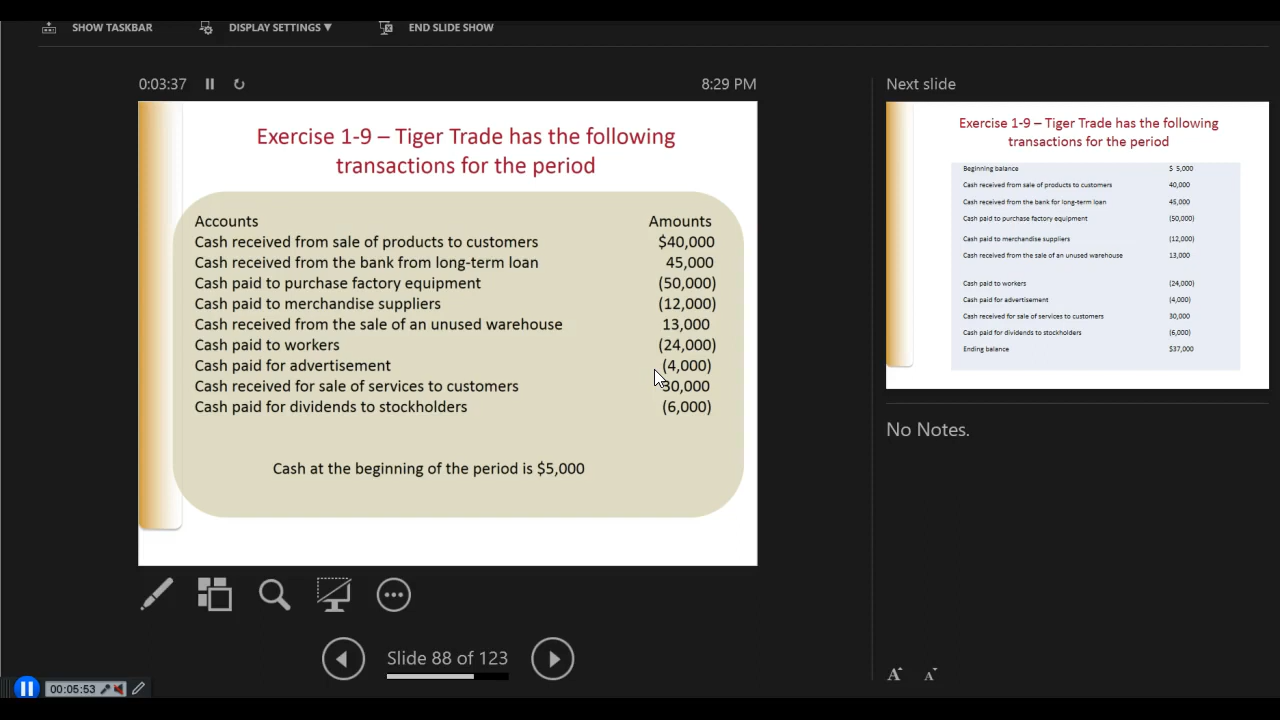 SHOW TASKBAR DISPLAY SETTINGS ▼ END SLIDE SHOW
0:03:37 8:29 PM
Exercise 1-9 – Tiger Trade has the following
transactions for the period
Accounts Amounts
Cash received from sale of products to customers $40,000
Cash received from the bank from long-term loan 45,000
Cash paid to purchase factory equipment (50,000)
Cash paid to merchandise suppliers (12,000)
Cash received from the sale of an unused warehouse 13,000
Cash paid to workers (24,000)
Cash paid for advertisement (4,000)
Cash received for sale of services to customers 30,000
Cash paid for dividends to stockholders (6,000)
Cash at the beginning of the period is $5,000
Slide 88 of 123
00:05:53
Next slide
Exercise 1-9 – Tiger Trade has the following
transactions for the period
Beginning balance $ 5,000
Cash received from sale of products to customers 40,000
Cash received from the bank for long-term loan 45,000
Cash paid to purchase factory equipment (50,000)
Cash paid to merchandise suppliers (12,000)
Cash received from the sale of an unused warehouse 13,000
Cash paid to workers (24,000)
Cash paid for advertisement (4,000)
Cash received for sale of services to customers 30,000
Cash paid for dividends to stockholders (6,000)
Ending balance $37,000
No Notes.
A A